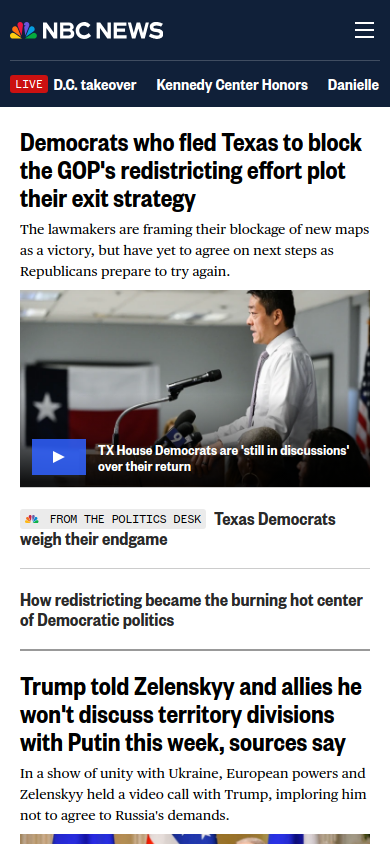 NBC NEWS
LIVE D.C. takeover Kennedy Center Honors Danielle
Democrats who fled Texas to block
the GOP's redistricting effort plot
their exit strategy
The lawmakers are framing their blockage of new maps
as a victory, but have yet to agree on next steps as
Republicans prepare to try again.
TX House Democrats are 'still in discussions'
over their return
FROM THE POLITICS DESK Texas Democrats
weigh their endgame
How redistricting became the burning hot center
of Democratic politics
Trump told Zelenskyy and allies he
won't discuss territory divisions
with Putin this week, sources say
In a show of unity with Ukraine, European powers and
Zelenskyy held a video call with Trump, imploring him
not to agree to Russia's demands.